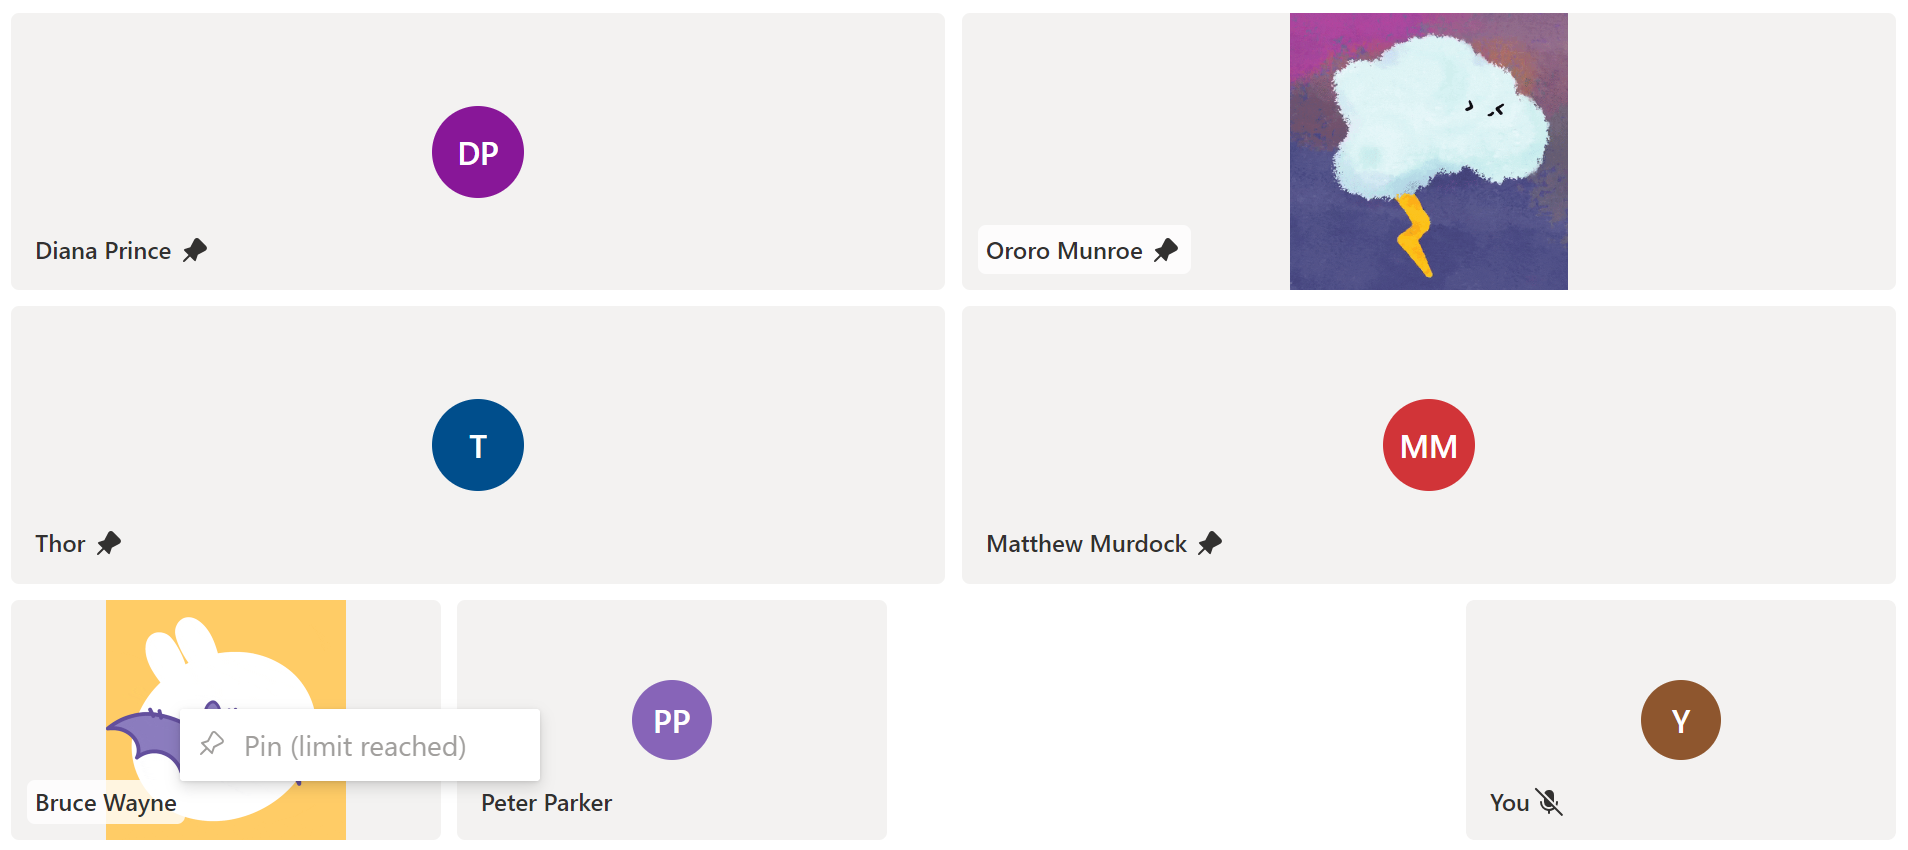 DP
Diana Prince
Ororo Munroe
T
Thor
MM
Matthew Murdock
Pin (limit reached)
Bruce Wayne
PP
Peter Parker
Y
You